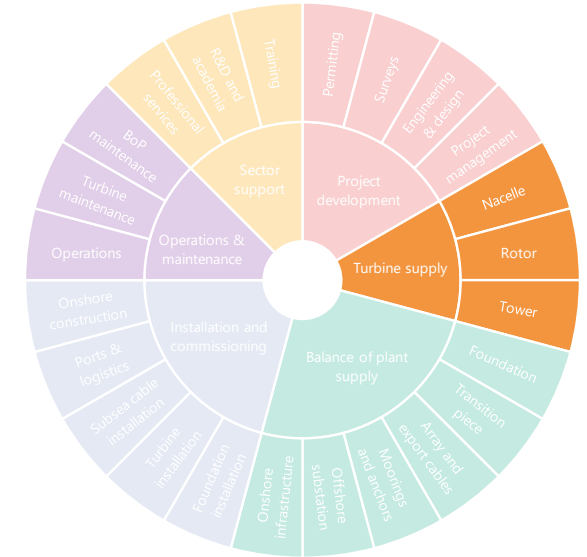 Permitting
Surveys
Engineering
& design
Project
management
Nacelle
Rotor
Tower
Foundation
Transition
piece
Array and
export cables
Moorings
and anchors
Offshore
substation
Onshore
infrastructure
Foundation
installation
Turbine
installation
Subsea cable
installation
Ports &
logistics
Onshore
construction
Operations
Turbine
maintenance
BoP
maintenance
Professional
services
R&D and
academia
Training
Project
development
Turbine supply
Balance of plant
supply
Installation and
commissioning
Operations &
maintenance
Sector
support